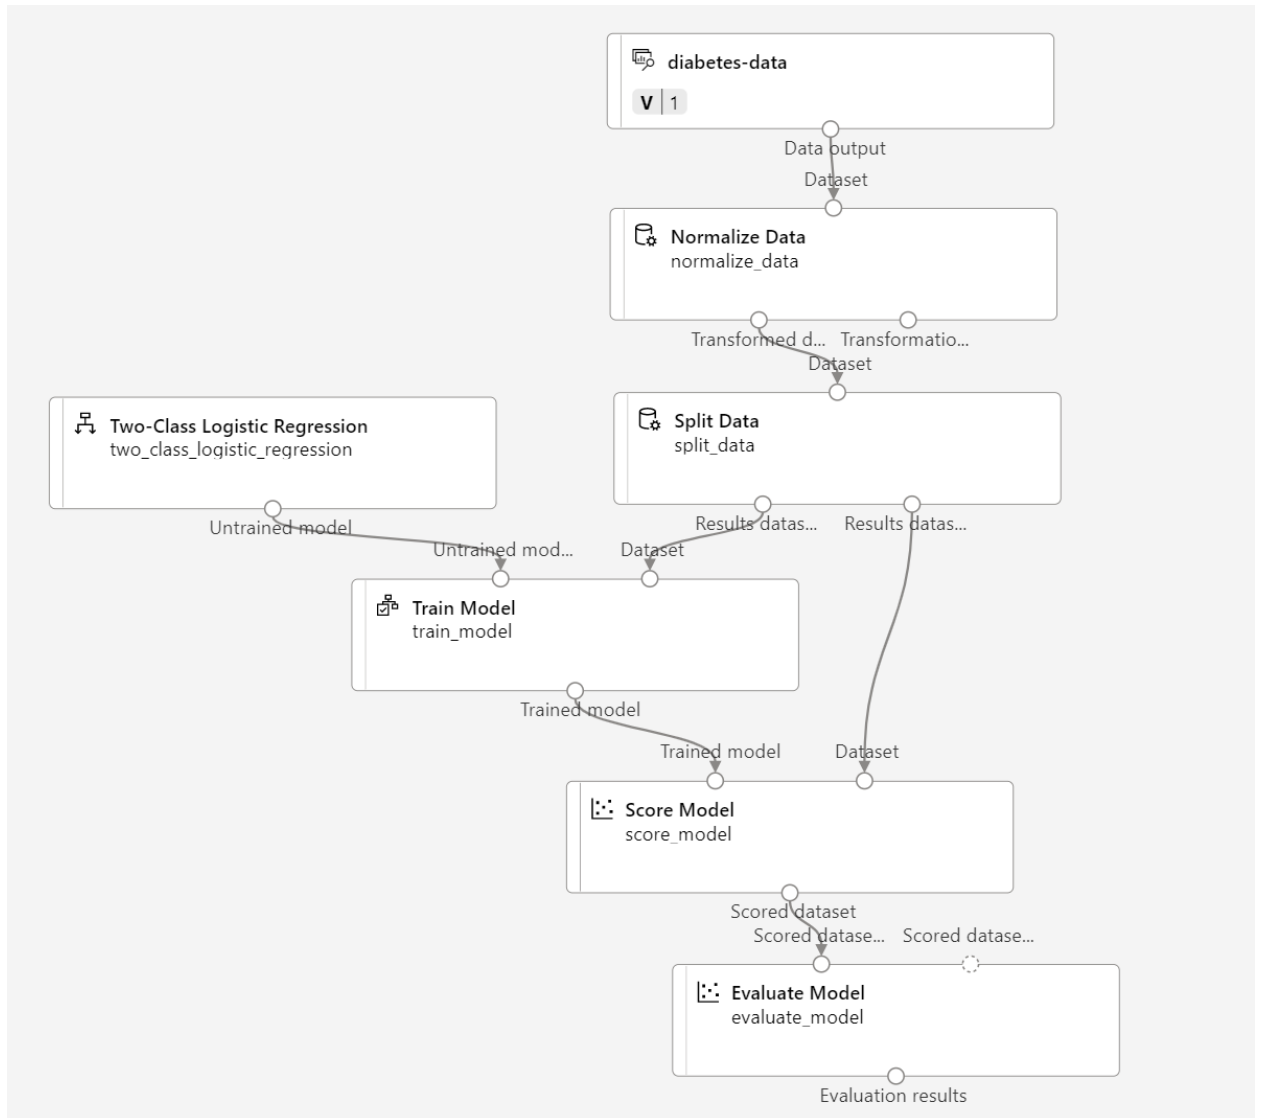 diabetes-data
V 1
Data output
Dataset
Normalize Data
normalize_data
Transformed d... Transformatio...
Dataset
Two-Class Logistic Regression
two_class_logistic_regression
Split Data
split_data
Untrained model
Results datas... Results datas...
Untrained mod... Dataset
Train Model
train_model
Trained model
Trained model Dataset
Score Model
score_model
Scored dataset
Scored datase... Scored datase...
Evaluate Model
evaluate_model
Evaluation results